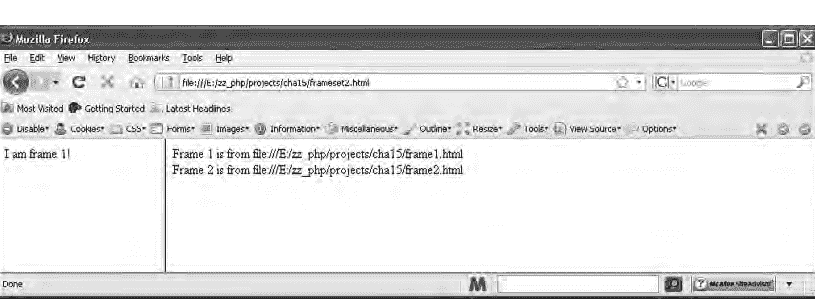 Mozilla Firefox
File Edit View History Bookmarks Tools Help
file:///E:/zz_php/projects/cha15/frameset2.html
Google
Most Visited Getting Started Latest Headlines
Disable Cookies CSS Forms Images Information Miscellaneous Outline Resize Tools View Source Options
I am frame 1!
Frame 1 is from file:///E:/zz_php/projects/cha15/frame1.html
Frame 2 is from file:///E:/zz_php/projects/cha15/frame2.html
Done
M
McAfee SiteAdvisor